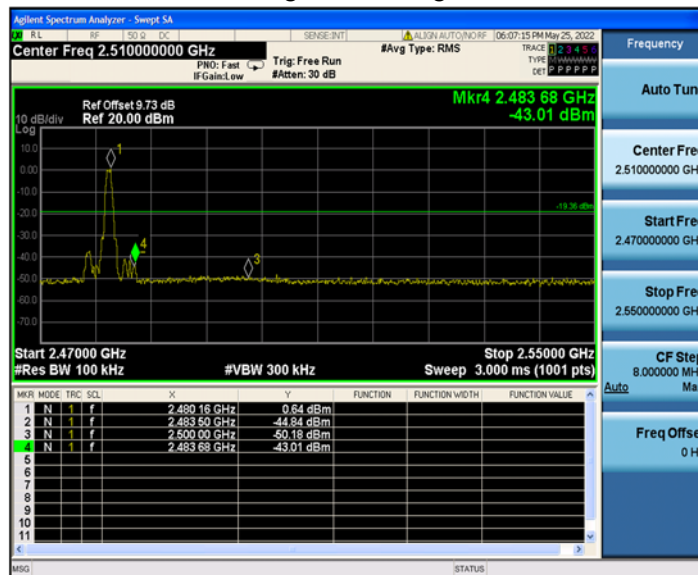 Agilent Spectrum Analyzer - Swept SA
RL RF 50 Ω DC SENSE:INT ALIGN AUTO/NO RF 06:07:15 PM May 25, 2022
Center Freq 2.510000000 GHz #Avg Type: RMS TRACE 1 2 3 4 5 6
PNO: Fast Trig: Free Run TYPE
IFGain:Low #Atten: 30 dB DET P P P P P P
Frequency
Mkr4 2.483 68 GHz
-43.01 dBm
Ref Offset 9.73 dB
10 dB/div Ref 20.00 dBm
Log
10.0
0.00
-10.0
-20.0
-30.0
-40.0
-50.0
-60.0
-70.0
1
4
3
-19.36 dBm
Start 2.47000 GHz Stop 2.55000 GHz
#Res BW 100 kHz #VBW 300 kHz Sweep 3.000 ms (1001 pts)
MKR MODE TRC SCL X Y FUNCTION FUNCTION WIDTH FUNCTION VALUE
1 N 1 f 2.480 16 GHz 0.64 dBm
2 N 1 f 2.483 50 GHz -44.84 dBm
3 N 1 f 2.500 00 GHz -50.18 dBm
4 N 1 f 2.483 68 GHz -43.01 dBm
5
6
7
8
9
10
11
Auto Tun
Center Fre
2.510000000 GH
Start Fre
2.470000000 GH
Stop Fre
2.550000000 GH
CF Ste
8.000000 MH
Auto Ma
Freq Offse
0 H
MSG STATUS